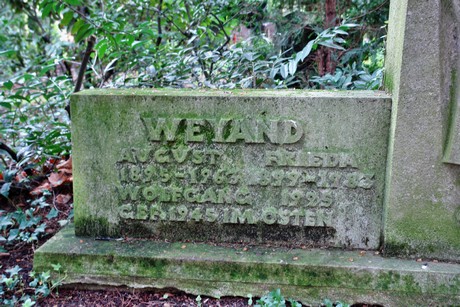 WEYAND
AUGUST FRIEDA
WOLFGANG 1925
GEF. 1945 IM OSTEN